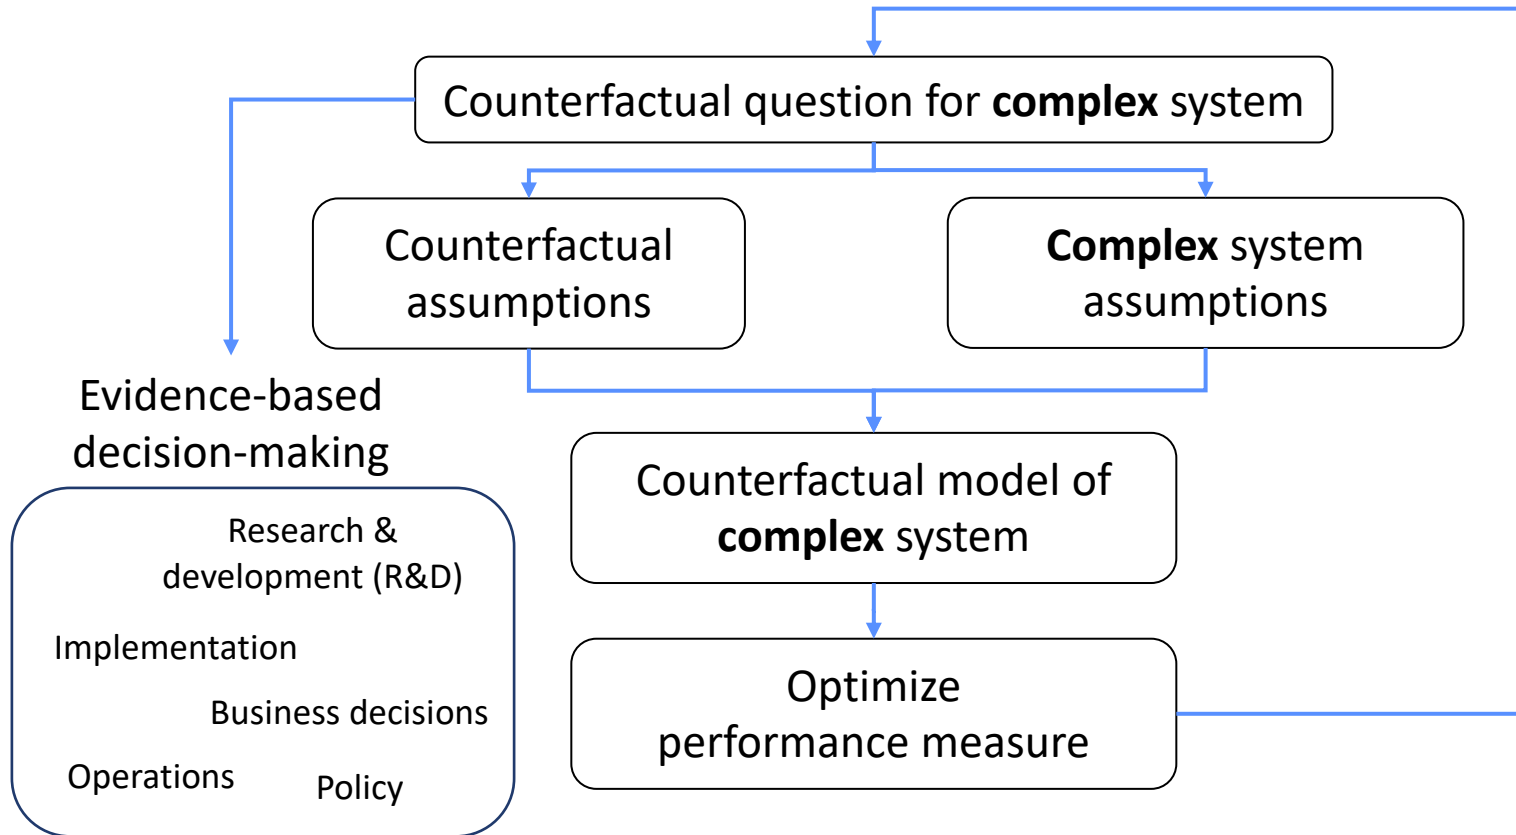 Counterfactual question for complex system
Counterfactual
assumptions
Complex system
assumptions
Evidence-based
decision-making
Counterfactual model of
complex system
Research &
development (R&D)
Implementation
Business decisions
Operations
Policy
Optimize
performance measure